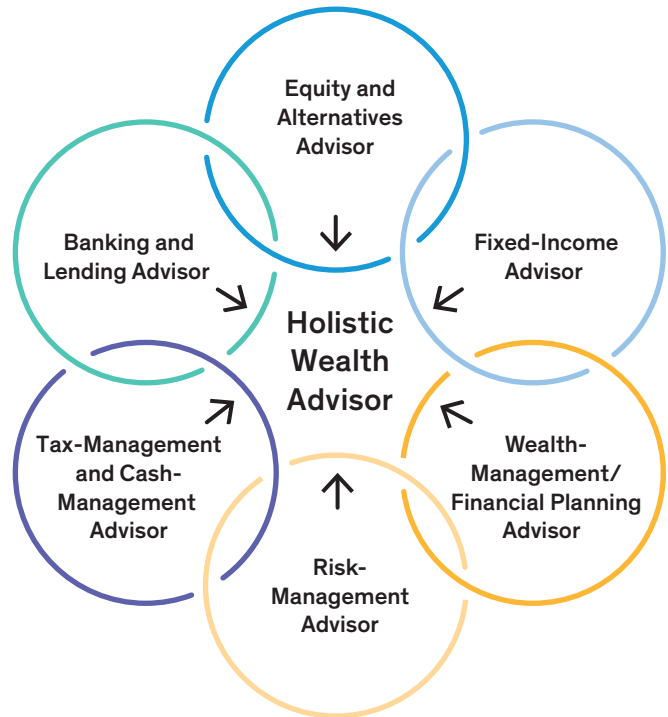 Equity and
Alternatives
Advisor
Banking and
Lending Advisor
Fixed-Income
Advisor
Holistic
Wealth
Advisor
Tax-Management
and Cash-
Management
Advisor
Wealth-
Management/
Financial Planning
Advisor
Risk-
Management
Advisor